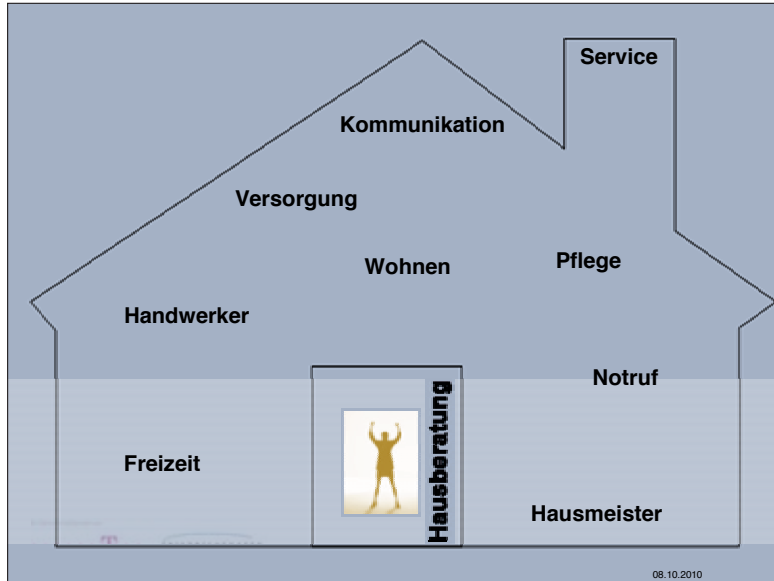 Service
Kommunikation
Versorgung
Wohnen
Pflege
Handwerker
Notruf
Hausberatung
Freizeit
Hausmeister
08.10.2010